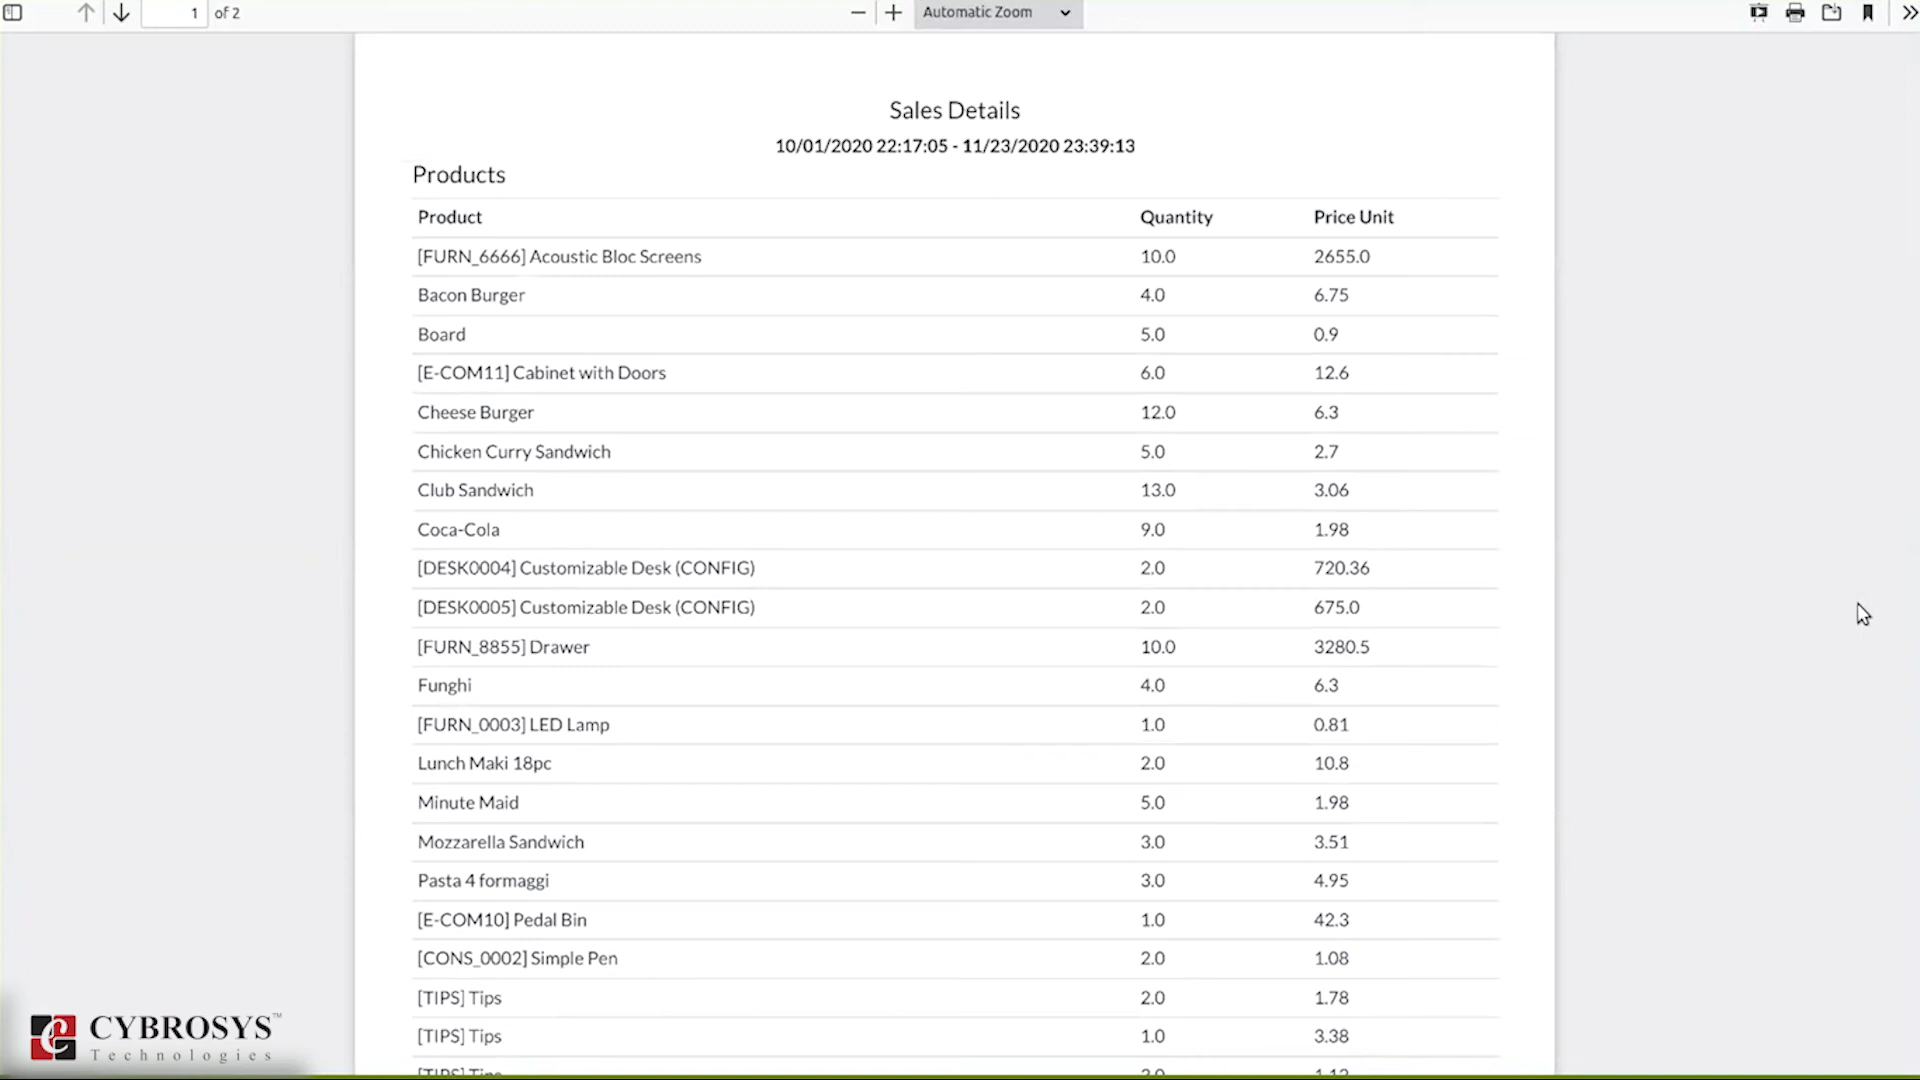 1 of 2 Automatic Zoom
Sales Details
10/01/2020 22:17:05 - 11/23/2020 23:39:13
Products
Product Quantity Price Unit
[FURN_6666] Acoustic Bloc Screens 10.0 2655.0
Bacon Burger 4.0 6.75
Board 5.0 0.9
[E-COM11] Cabinet with Doors 6.0 12.6
Cheese Burger 12.0 6.3
Chicken Curry Sandwich 5.0 2.7
Club Sandwich 13.0 3.06
Coca-Cola 9.0 1.98
[DESK0004] Customizable Desk (CONFIG) 2.0 720.36
[DESK0005] Customizable Desk (CONFIG) 2.0 675.0
[FURN_8855] Drawer 10.0 3280.5
Funghi 4.0 6.3
[FURN_0003] LED Lamp 1.0 0.81
Lunch Maki 18pc 2.0 10.8
Minute Maid 5.0 1.98
Mozzarella Sandwich 3.0 3.51
Pasta 4 formaggi 3.0 4.95
[E-COM10] Pedal Bin 1.0 42.3
[CONS_0002] Simple Pen 2.0 1.08
[TIPS] Tips 2.0 1.78
[TIPS] Tips 1.0 3.38
[TIPS] Tips
CYBROSYS™
Technologies